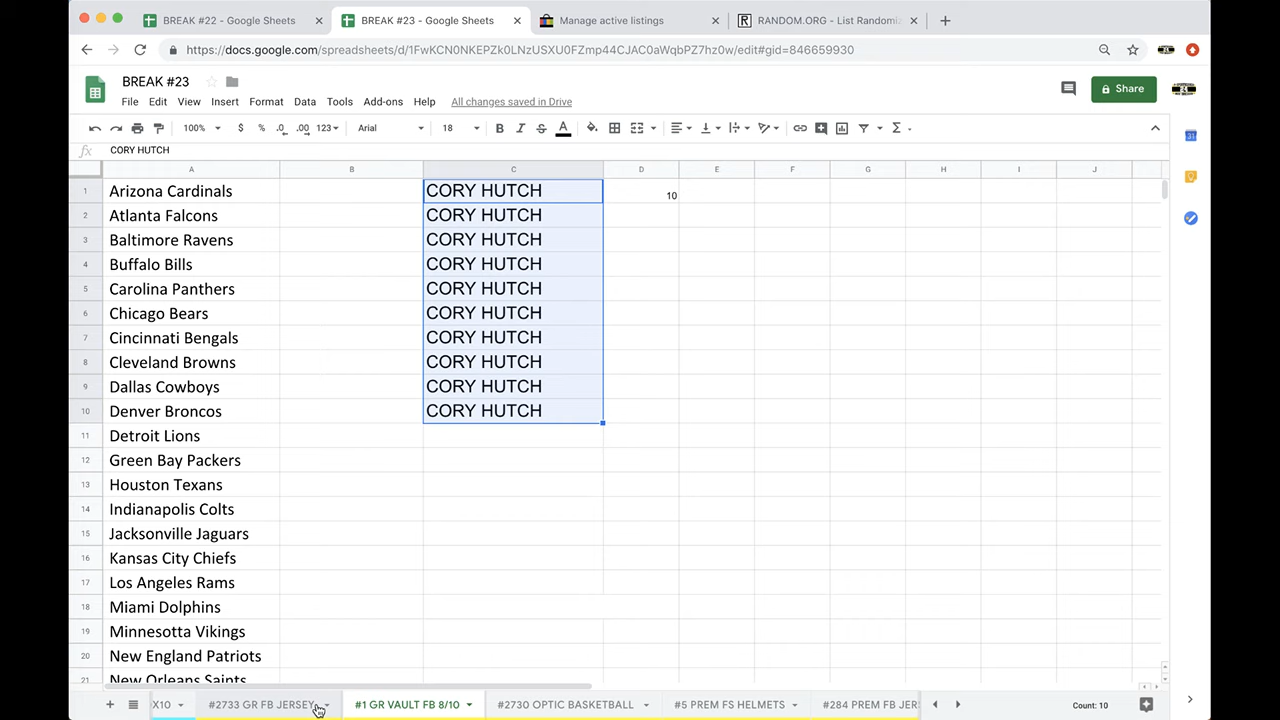 BREAK #22 - Google Sheets
BREAK #23 - Google Sheets
Manage active listings
RANDOM.ORG - List Randomiz
https://docs.google.com/spreadsheets/d/1FwKCN0NKEPZk0LNzUSXU0FZmp44CJAC0aWqbPZ7hz0w/edit#gid=846659930
BREAK #23
File Edit View Insert Format Data Tools Add-ons Help All changes saved in Drive
Share
100% $ % .0 .00 123 Arial 18
fx CORY HUTCH
A B C D E F G H I J
1 Arizona Cardinals CORY HUTCH 10
2 Atlanta Falcons CORY HUTCH
3 Baltimore Ravens CORY HUTCH
4 Buffalo Bills CORY HUTCH
5 Carolina Panthers CORY HUTCH
6 Chicago Bears CORY HUTCH
7 Cincinnati Bengals CORY HUTCH
8 Cleveland Browns CORY HUTCH
9 Dallas Cowboys CORY HUTCH
10 Denver Broncos CORY HUTCH
11 Detroit Lions
12 Green Bay Packers
13 Houston Texans
14 Indianapolis Colts
15 Jacksonville Jaguars
16 Kansas City Chiefs
17 Los Angeles Rams
18 Miami Dolphins
19 Minnesotta Vikings
20 New England Patriots
21 New Orleans Saints
X10 #2733 GR FB JERSEY #1 GR VAULT FB 8/10 #2730 OPTIC BASKETBALL #5 PREM FS HELMETS #284 PREM FB JER Count: 10